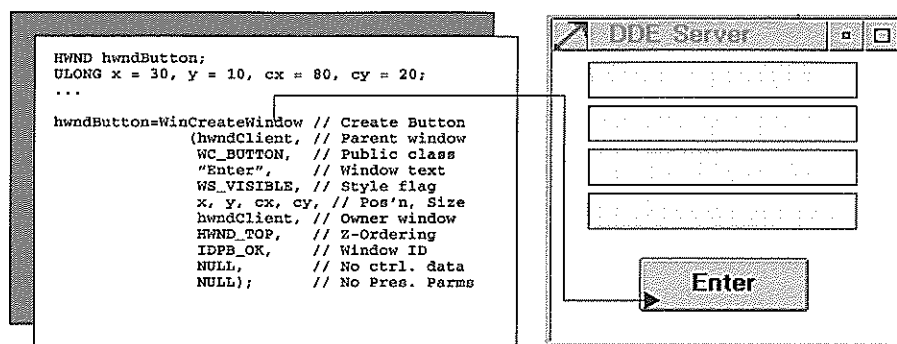 HWND hwndButton;
ULONG x = 30, y = 10, cx = 80, cy = 20;
...
hwndButton=WinCreateWindow // Create Button
(hwndClient, // Parent window
WC_BUTTON, // Public class
"Enter", // Window text
WS_VISIBLE, // Style flag
x, y, cx, cy, // Pos'n, Size
hwndClient, // Owner window
HWND_TOP, // Z-Ordering
IDPB_OK, // Window ID
NULL, // No ctrl. data
NULL); // No Pres. Parms
DDE Server
Enter